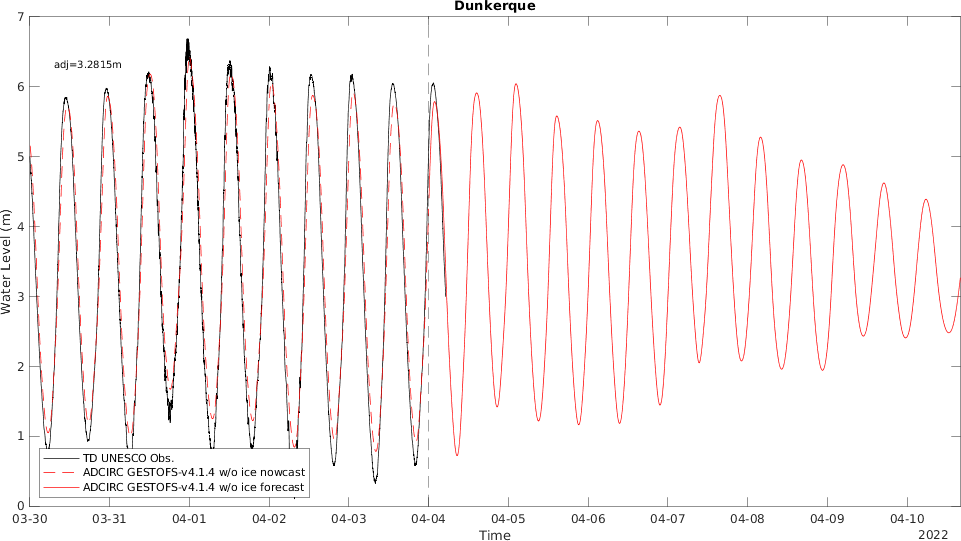 Dunkerque
7
adj=3.2815m
6
5
4
3
2
1
0
Water Level (m)
TD UNESCO Obs.
ADCIRC GESTOFS-v4.1.4 w/o ice nowcast
ADCIRC GESTOFS-v4.1.4 w/o ice forecast
03-30 03-31 04-01 04-02 04-03 04-04 04-05 04-06 04-07 04-08 04-09 04-10
Time
2022